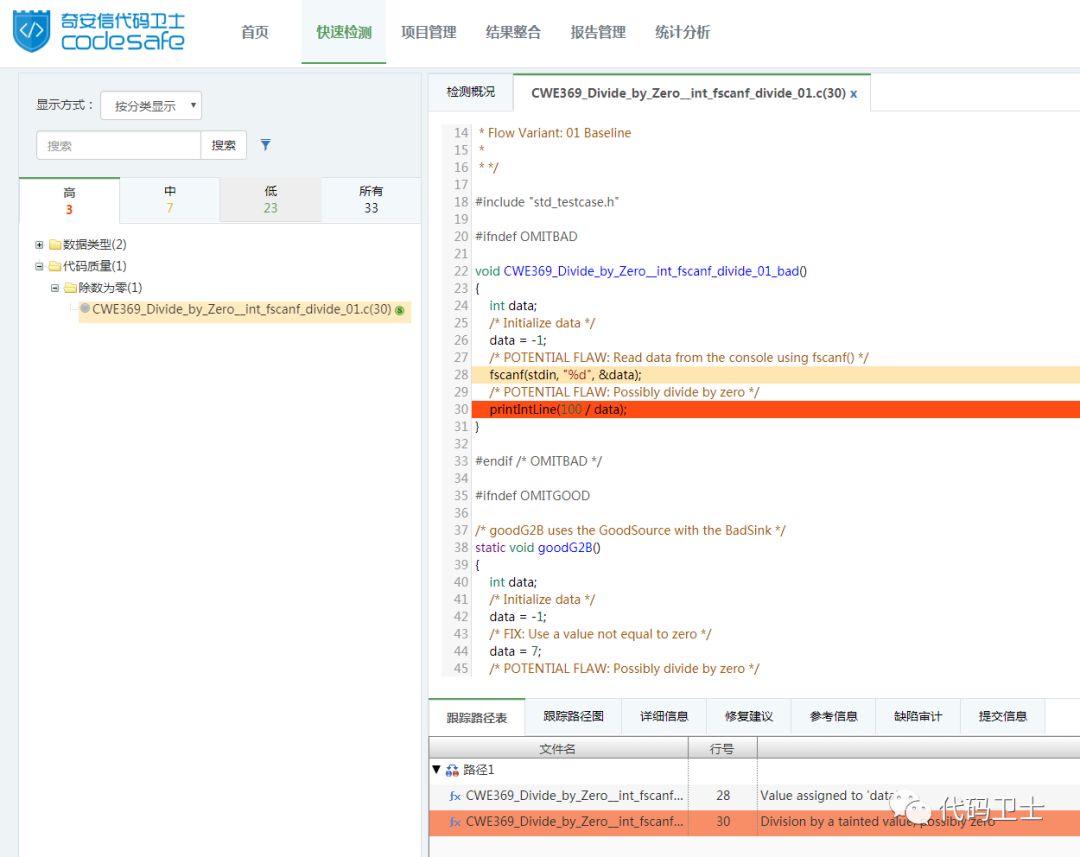 奇安信代码卫士
codesafe
首页
快速检测
项目管理
结果整合
报告管理
统计分析
显示方式：
按分类显示
搜索
搜索
高
3
中
7
低
23
所有
33
数据类型(2)
代码质量(1)
除数为零(1)
CWE369_Divide_by_Zero__int_fscanf_divide_01.c(30) S
检测概况
CWE369_Divide_by_Zero__int_fscanf_divide_01.c(30) x
14 * Flow Variant: 01 Baseline
15 *
16 * */
17
18 #include "std_testcase.h"
19
20 #ifndef OMITBAD
21
22 void CWE369_Divide_by_Zero__int_fscanf_divide_01_bad()
23 {
24 int data;
25 /* Initialize data */
26 data = -1;
27 /* POTENTIAL FLAW: Read data from the console using fscanf() */
28 fscanf(stdin, "%d", &data);
29 /* POTENTIAL FLAW: Possibly divide by zero */
30 printIntLine(100 / data);
31 }
32
33 #endif /* OMITBAD */
34
35 #ifndef OMITGOOD
36
37 /* goodG2B uses the GoodSource with the BadSink */
38 static void goodG2B()
39 {
40 int data;
41 /* Initialize data */
42 data = -1;
43 /* FIX: Use a value not equal to zero */
44 data = 7;
45 /* POTENTIAL FLAW: Possibly divide by zero */
跟踪路径表
跟踪路径图
详细信息
修复建议
参考信息
缺陷审计
提交信息
文件名
行号
路径1
fx CWE369_Divide_by_Zero__int_fscanf... 28 Value assigned to 'data'
fx CWE369_Divide_by_Zero__int_fscanf... 30 Division by a tainted value, possibly zero
代码卫士